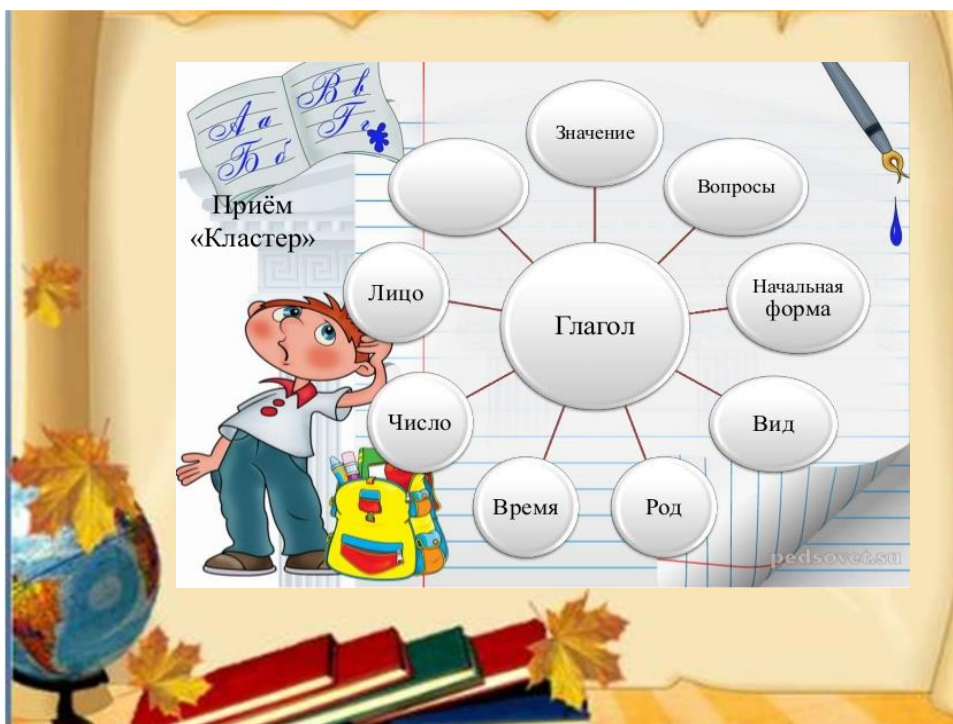 А а
Б б
В в
Г г
Приём
«Кластер»
Значение
Вопросы
Начальная
форма
Вид
Род
Время
Число
Лицо
Глагол
pedsovet.su